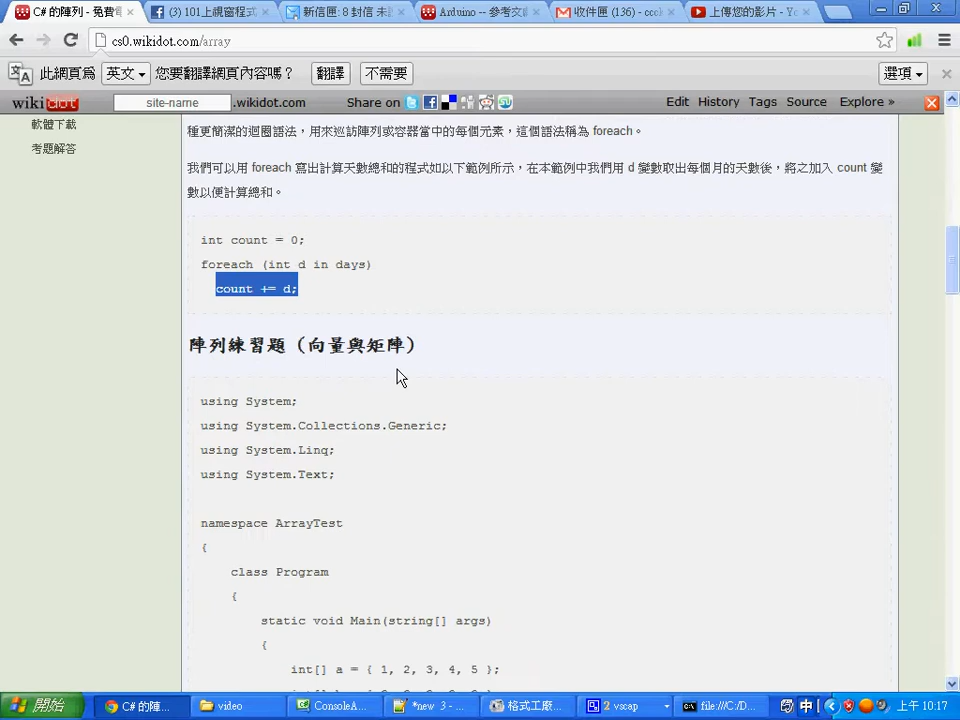 C# 的陣列 - 免費電
(3) 101上視窗程式
新信匣: 8 封信 未
Arduino -- 參考文
收件匣 (136) - ccc
上傳您的影片 - Yo
cs0.wikidot.com/array
此網頁為 英文 您要翻譯網頁內容嗎？ 翻譯 不需要 選項
wikidot site-name .wikidot.com Share on Edit History Tags Source Explore »
軟體下載
考題解答
種更簡潔的迴圈語法，用來巡訪陣列或容器當中的每個元素，這個語法稱為 foreach。
我們可以用 foreach 寫出計算天數總和的程式如以下範例所示，在本範例中我們用 d 變數取出每個月的天數後，將之加入 count 變
數以便計算總和。
int count = 0;
foreach (int d in days)
count += d;
陣列練習題（向量與矩陣）
using System;
using System.Collections.Generic;
using System.Linq;
using System.Text;
namespace ArrayTest
{
class Program
{
static void Main(string[] args)
{
int[] a = { 1, 2, 3, 4, 5 };
開始 C# 的陣... video ConsoleA... *new 3 - ... 格式工廠... 2 vscap file:///C:/D... 中 上午 10:17